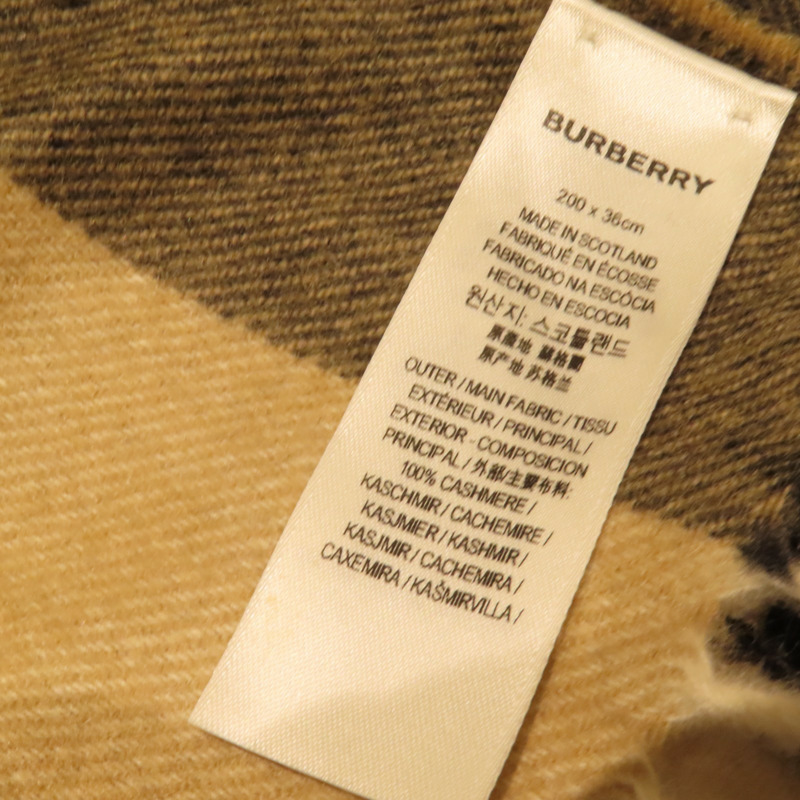 BURBERRY
200 x 36cm
MADE IN SCOTLAND
FABRIQUÉ EN ÉCOSSE
FABRICADO NA ESCÓCIA
HECHO EN ESCOCIA
원산지: 스코틀랜드
原產地 蘇格蘭
原产地 苏格兰
OUTER / MAIN FABRIC / TISSU
EXTÉRIEUR / PRINCIPAL /
EXTERIOR - COMPOSICION
PRINCIPAL / 外部/主要布料:
100% CASHMERE /
KASCHMIR / CACHEMIRE /
KASJMIER / KASHMIR /
KASJMIR / CACHEMIRA /
CAXEMIRA / KAŠMIRVILLA /